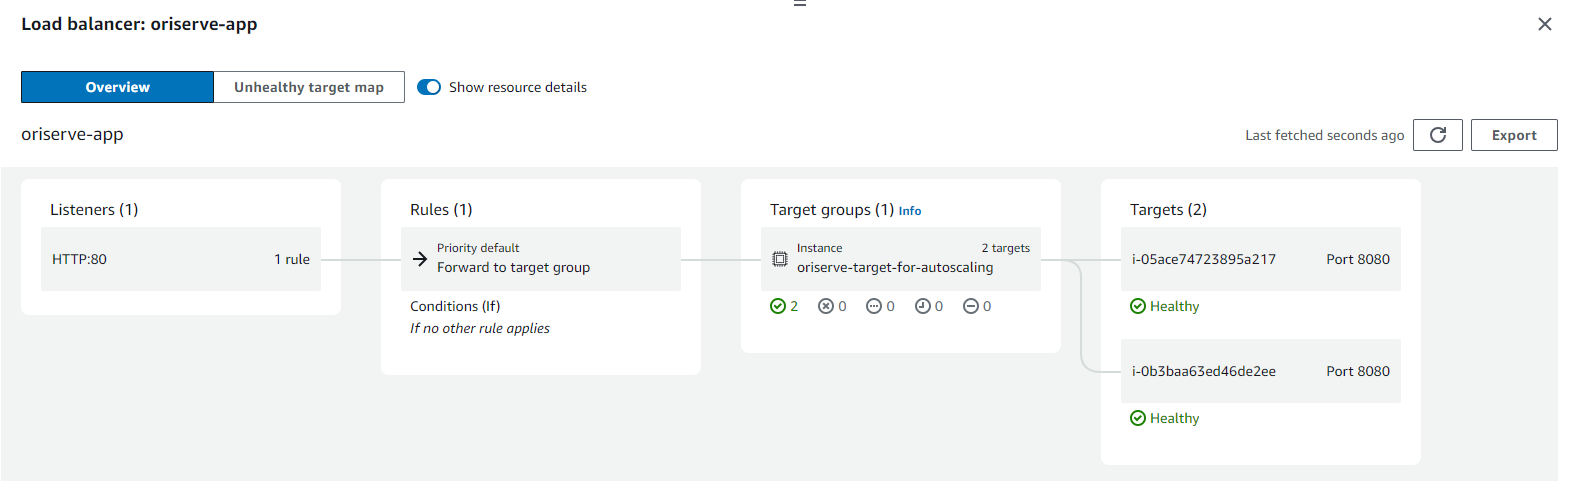 Load balancer: oriserve-app
Overview
Unhealthy target map
Show resource details
oriserve-app
Last fetched seconds ago
Export
Listeners (1)
HTTP:80 1 rule
Rules (1)
Priority default
Forward to target group
Conditions (If)
If no other rule applies
Target groups (1) Info
Instance 2 targets
oriserve-target-for-autoscaling
2 0 0 0 0
Targets (2)
i-05ace74723895a217 Port 8080
Healthy
i-0b3baa63ed46de2ee Port 8080
Healthy